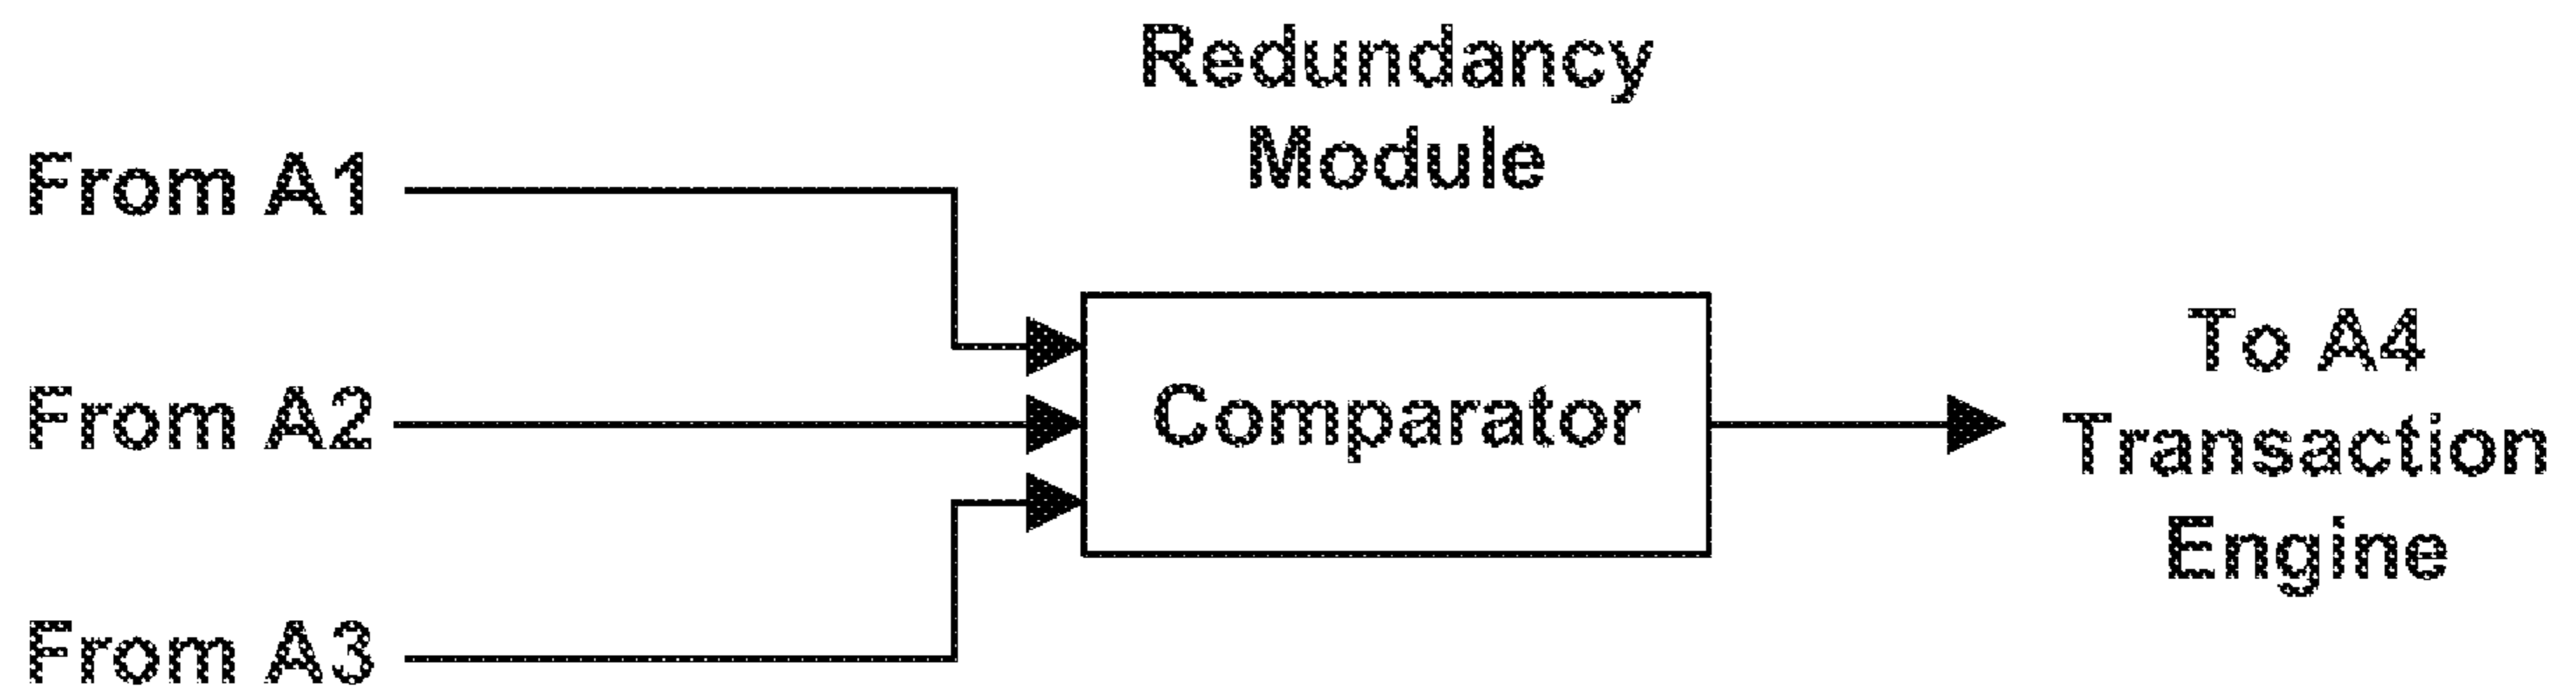 Redundancy
Module
From A1
From A2
From A3
Comparator
To A4
Transaction
Engine